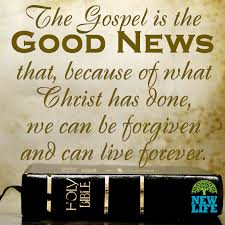 The Gospel is the
GOOD NEWS
that, because of what
Christ has done,
we can be forgiven
and can live forever.
HOLY
BIBLE
NEW
LIFE